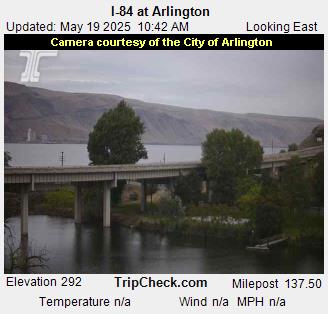 I-84 at Arlington
Updated: May 19 2025 10:42 AM Looking East
Camera courtesy of the City of Arlington
Elevation 292 TripCheck.com Milepost 137.50
Temperature n/a Wind n/a MPH n/a